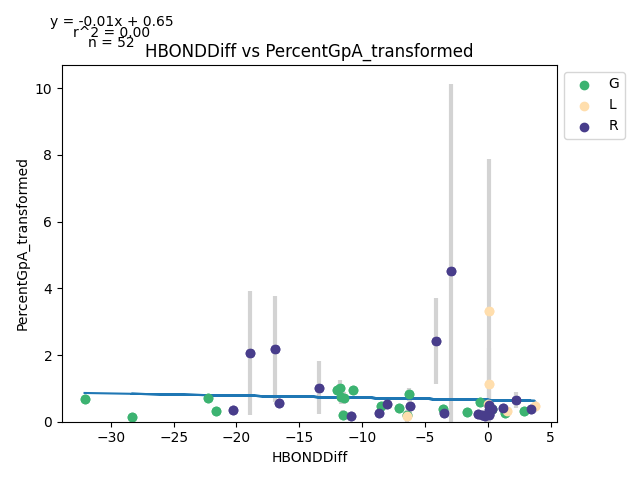 y = -0.01x + 0.65
r^2 = 0.00
n = 52
HBONDDiff vs PercentGpA_transformed
G
L
R
PercentGpA_transformed
10
8
6
4
2
0
−30
−25
−20
−15
−10
−5
0
5
HBONDDiff